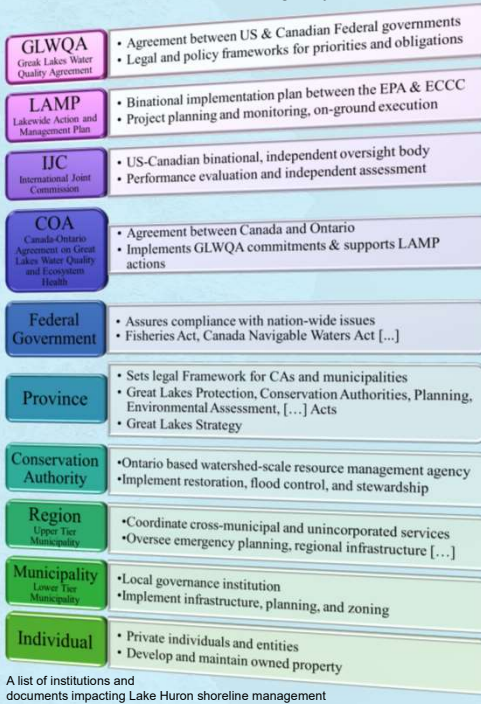 GLWQA
Greak Lakes Water
Quality Agreement
• Agreement between US & Canadian Federal governments
• Legal and policy frameworks for priorities and obligations
LAMP
Lakewide Action and
Management Plan
• Binational implementation plan between the EPA & ECCC
• Project planning and monitoring, on-ground execution
IJC
International Joint
Commission
• US-Canadian binational, independent oversight body
• Performance evaluation and independent assessment
COA
Canada-Ontario
Agreement on Great
Lakes Water Quality
and Ecosystem
Health
• Agreement between Canada and Ontario
• Implements GLWQA commitments & supports LAMP
actions
Federal
Government
• Assures compliance with nation-wide issues
• Fisheries Act, Canada Navigable Waters Act [...]
Province
• Sets legal Framework for CAs and municipalities
• Great Lakes Protection, Conservation Authorities, Planning,
Environmental Assessment, [...] Acts
• Great Lakes Strategy
Conservation
Authority
•Ontario based watershed-scale resource management agency
•Implement restoration, flood control, and stewardship
Region
Upper Tier
Municipality
•Coordinate cross-municipal and unincorporated services
•Oversee emergency planning, regional infrastructure [...]
Municipality
Lower Tier
Municipality
•Local governance institution
•Implement infrastructure, planning, and zoning
Individual
• Private individuals and entities
• Develop and maintain owned property
A list of institutions and
documents impacting Lake Huron shoreline management